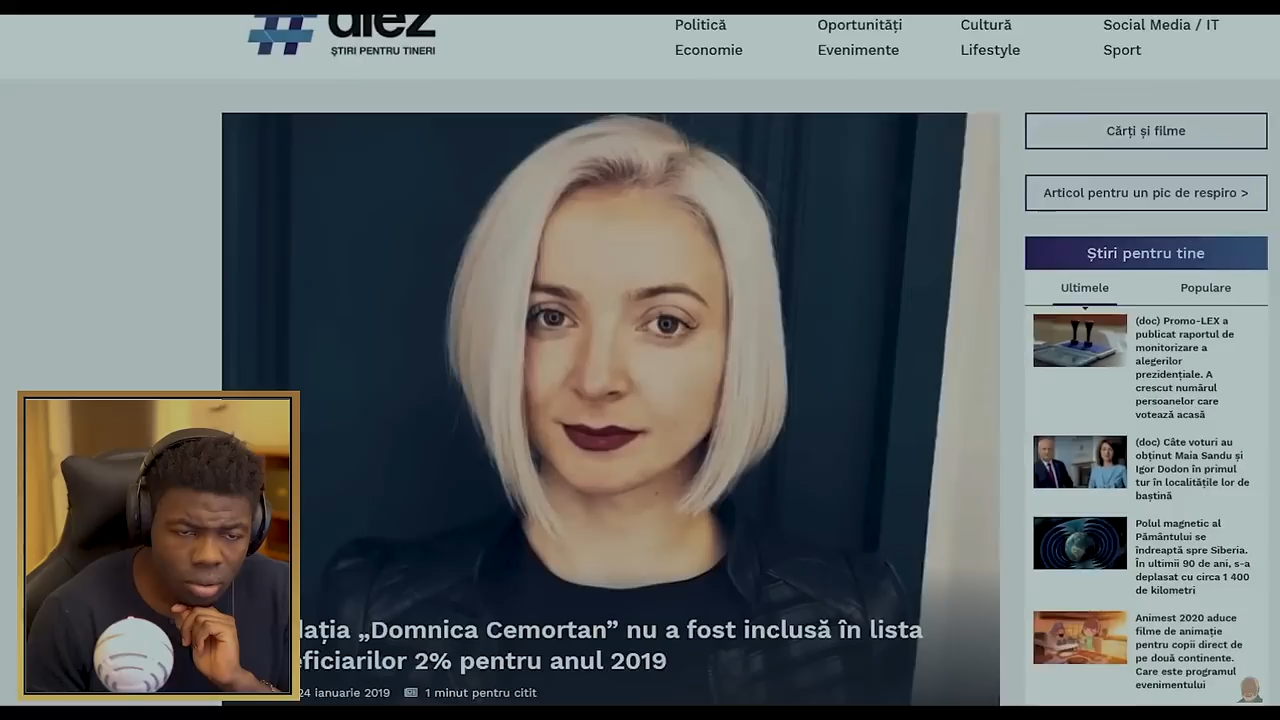 #diez
ȘTIRI PENTRU TINERI
Politică
Oportunități
Cultură
Social Media / IT
Economie
Evenimente
Lifestyle
Sport
Cărți și filme
Articol pentru un pic de respiro >
Știri pentru tine
Ultimele
Populare
(doc) Promo-LEX a
publicat raportul de
monitorizare a
alegerilor
prezidențiale. A
crescut numărul
persoanelor care
votează acasă
(doc) Câte voturi au
obținut Maia Sandu și
Igor Dodon în primul
tur în localitățile lor de
baștină
Polul magnetic al
Pământului se
îndreaptă spre Siberia.
În ultimii 90 de ani, s-a
deplasat cu circa 1 400
de kilometri
Animest 2020 aduce
filme de animație
pentru copii direct de
pe două continente.
Care este programul
evenimentului
dația „Domnica Cemortan” nu a fost inclusă în lista
eficiarilor 2% pentru anul 2019
24 ianuarie 2019
1 minut pentru citit